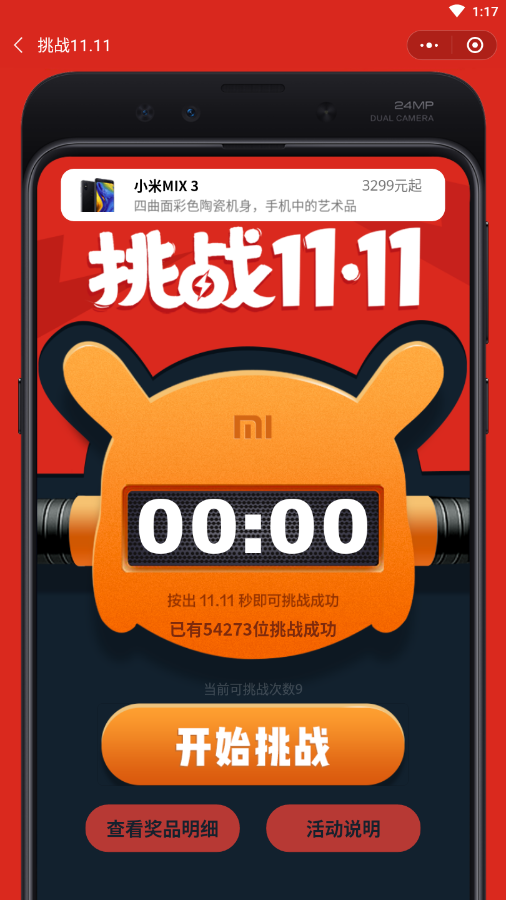 1:17
挑战11.11
24MP
DUAL CAMERA
小米MIX 3
3299元起
四曲面彩色陶瓷机身，手机中的艺术品
挑战11·11
mi
00:00
按出 11.11 秒即可挑战成功
已有54273位挑战成功
当前可挑战次数9
开始挑战
查看奖品明细
活动说明